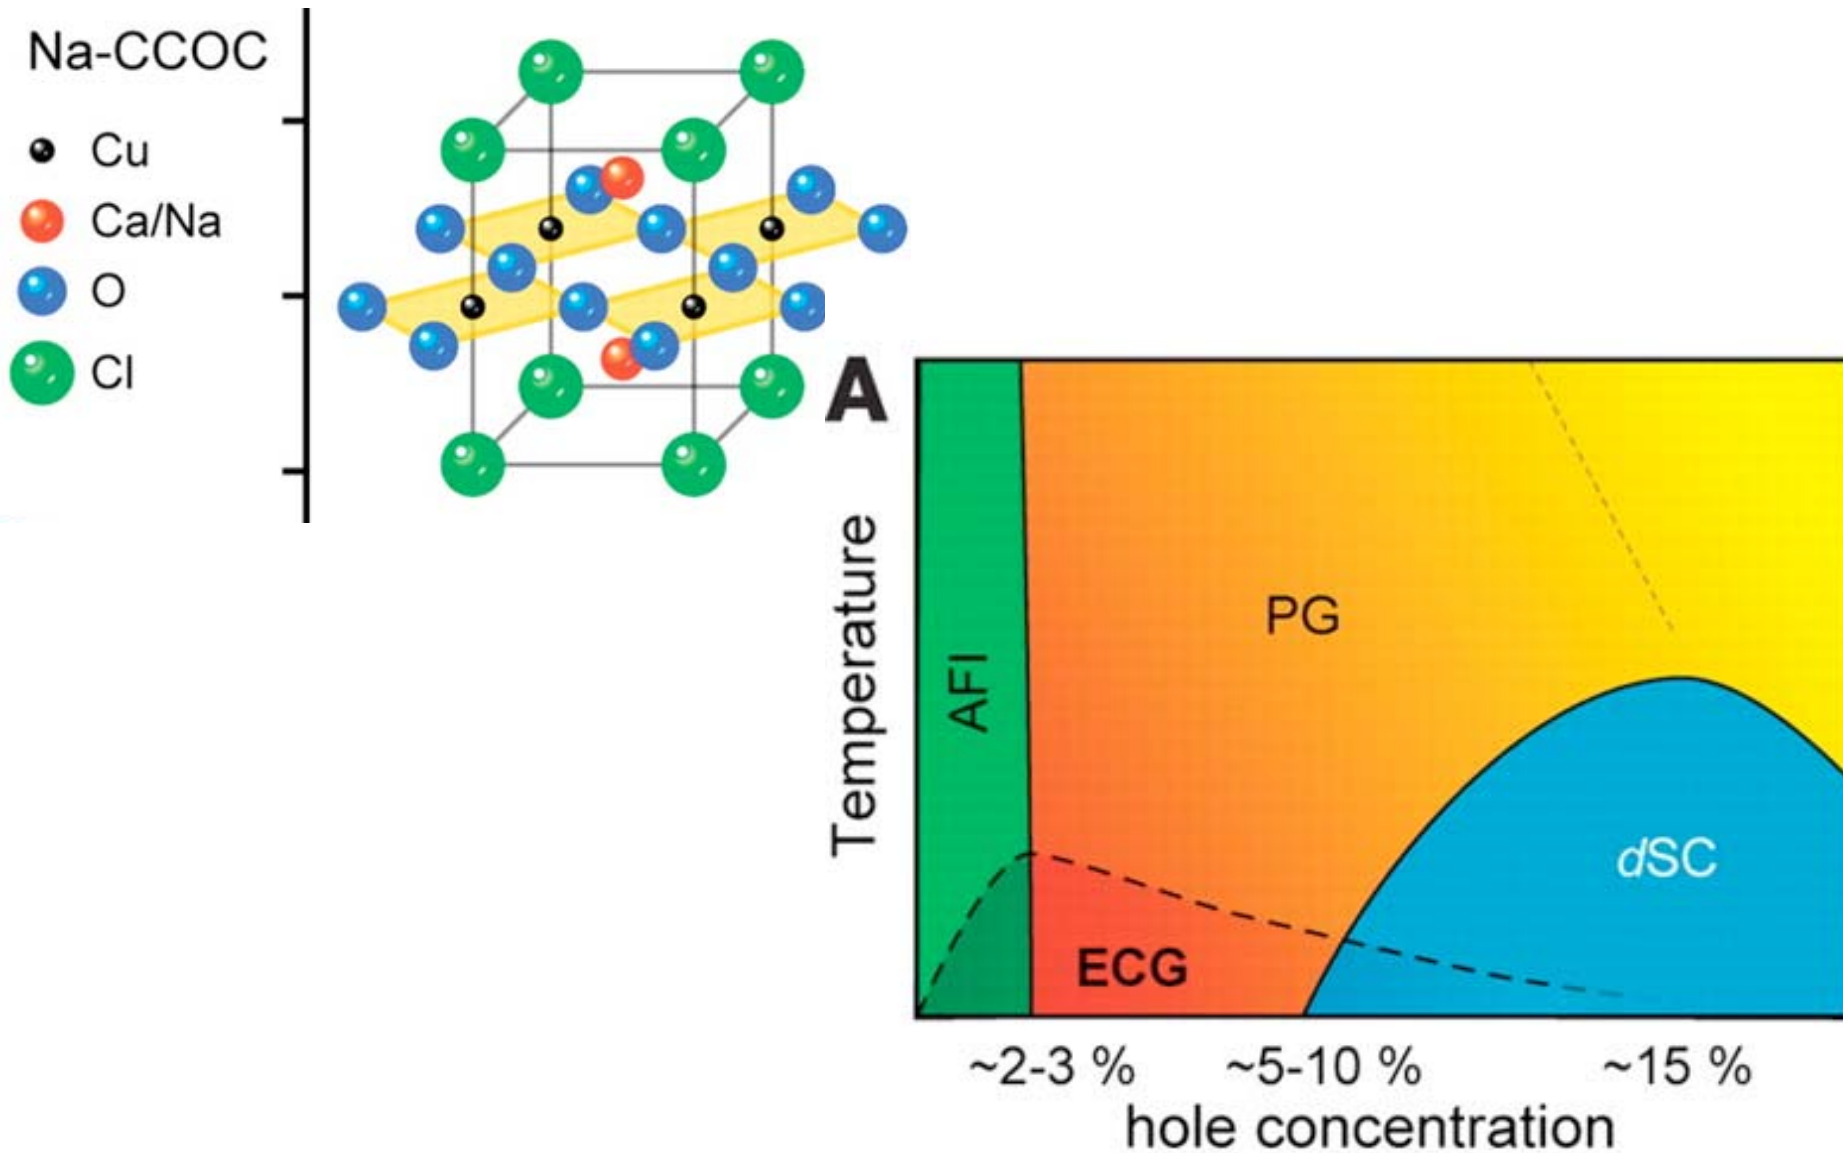 Na-CCOC
Cu
Ca/Na
O
Cl
A
Temperature
AFI
PG
ECG
dSC
~2-3 %
~5-10 %
~15 %
hole concentration